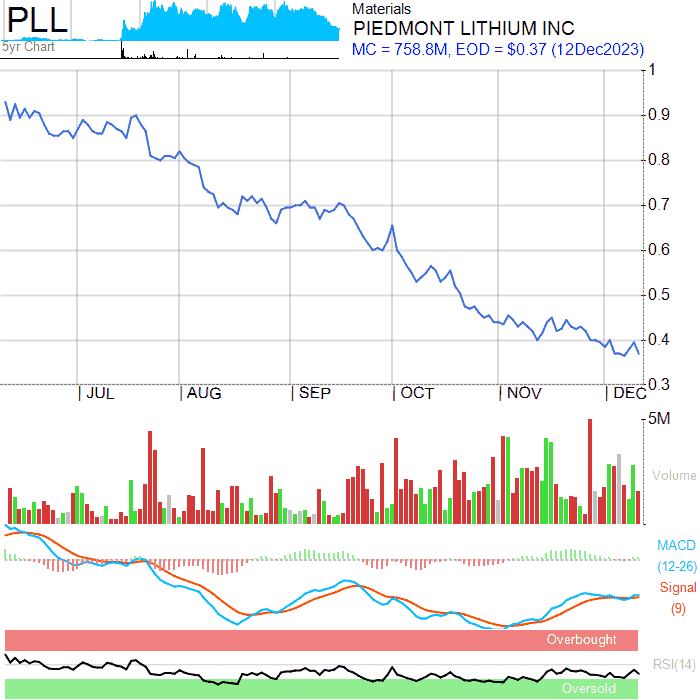 PLL
5yr Chart
Materials
PIEDMONT LITHIUM INC
MC = 758.8M, EOD = $0.37 (12Dec2023)
1
0.9
0.8
0.7
0.6
0.5
0.4
0.3
JUL AUG SEP OCT NOV DEC
5M
Volume
MACD
(12-26)
Signal
(9)
Overbought
RSI(14)
Oversold